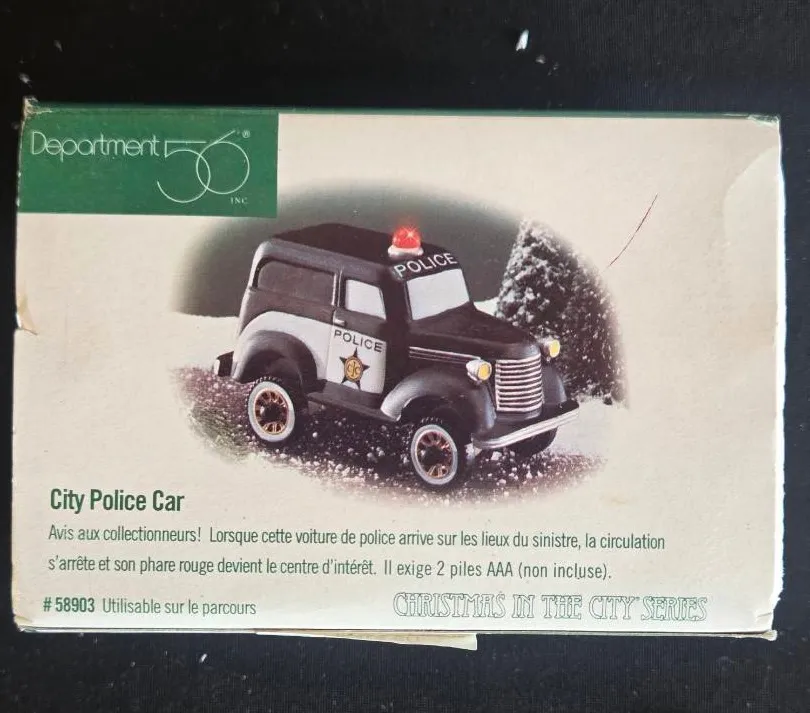 Department 56®
INC
POLICE
POLICE
City Police Car
Avis aux collectionneurs! Lorsque cette voiture de police arrive sur les lieux du sinistre, la circulation
s'arrête et son phare rouge devient le centre d'intérêt. Il exige 2 piles AAA (non incluse).
# 58903 Utilisable sur le parcours
CHRISTMAS IN THE CITY® SERIES